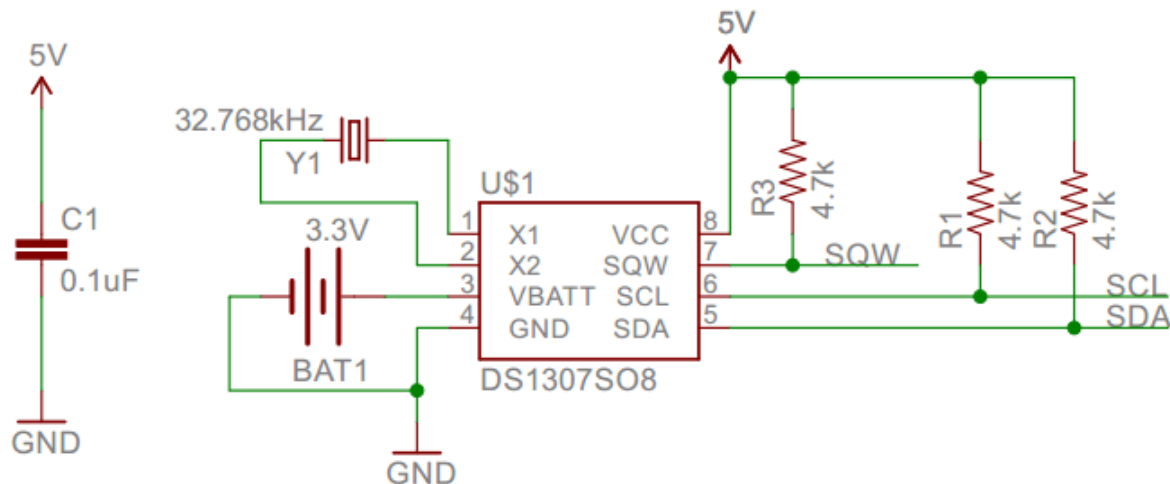 5V
C1
0.1uF
GND
32.768kHz
Y1
3.3V
BAT1
GND
U$1
1 X1 VCC 8
2 X2 SQW 7
3 VBATT SCL 6
4 GND SDA 5
DS1307SO8
5V
R3
4.7k
R1
4.7k
R2
4.7k
SQW
SCL
SDA